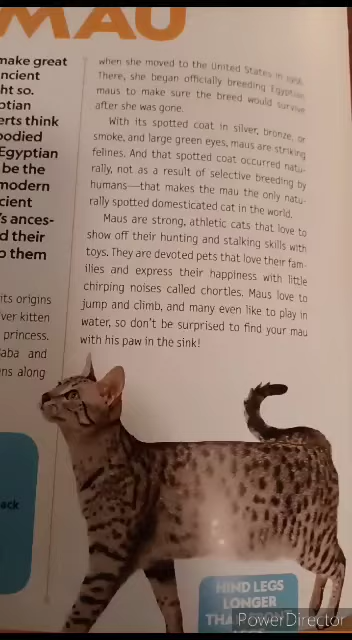 MAU
make great
ncient
ht so.
otian
erts think
bodied
Egyptian
be the
modern
cient
's ances-
d their
o them
its origins
ver kitten
princess.
Baba and
ns along
ack
when she moved to the United States in
There, she began officially breeding Egyptian
maus to make sure the breed would survive
after she was gone.
With its spotted coat in silver, bronze, or
smoke, and large green eyes, maus are striking
felines. And that spotted coat occurred natu-
rally, not as a result of selective breeding by
humans—that makes the mau the only natu-
rally spotted domesticated cat in the world.
Maus are strong, athletic cats that love to
show off their hunting and stalking skills with
toys. They are devoted pets that love their fam-
ilies and express their happiness with little
chirping noises called chortles. Maus love to
jump and climb, and many even like to play in
water, so don't be surprised to find your mau
with his paw in the sink!
HIND LEGS
LONGER
PowerDirector